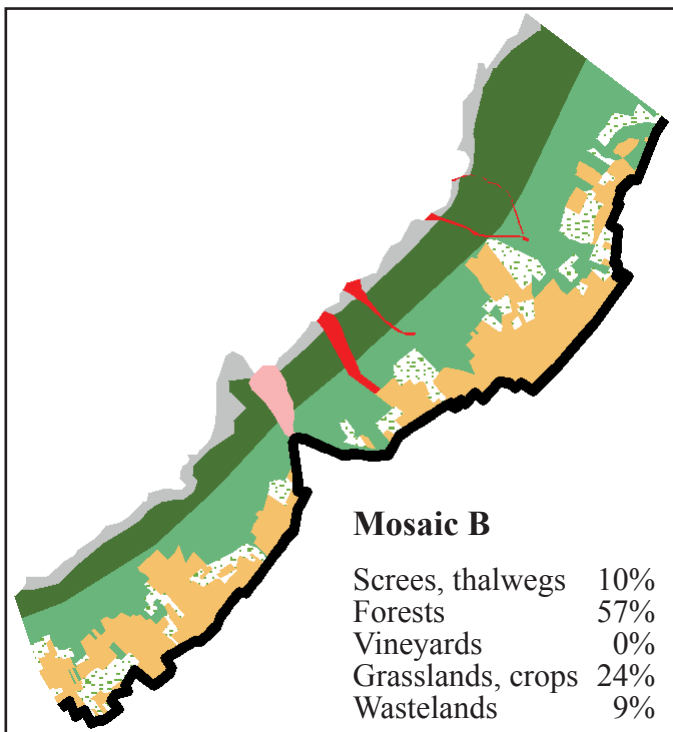 Mosaic B
Screes, thalwegs 10%
Forests 57%
Vineyards 0%
Grasslands, crops 24%
Wastelands 9%